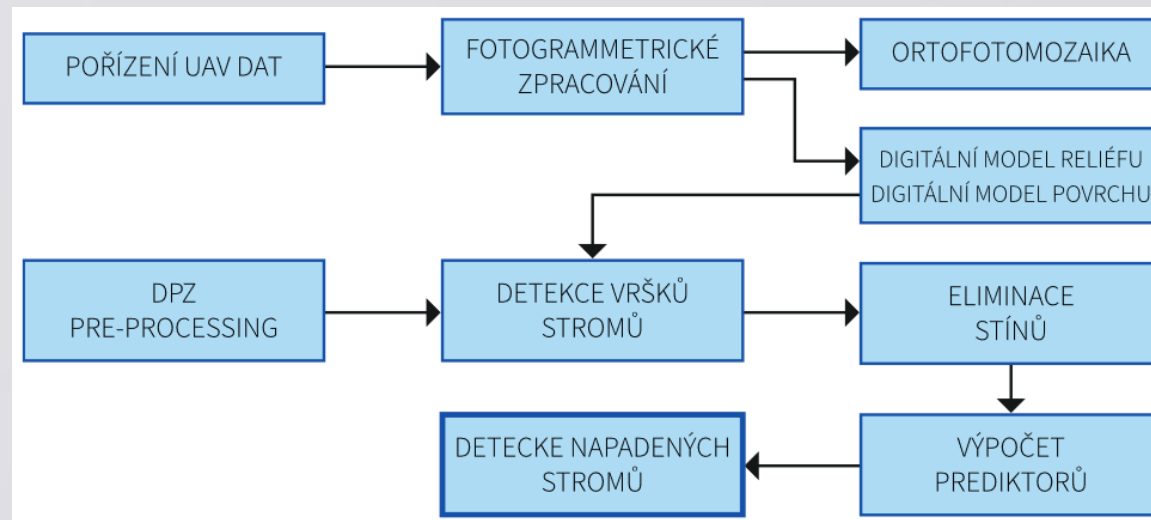 POŘÍZENÍ UAV DAT
FOTOGRAMMETRICKÉ
ZPRACOVÁNÍ
ORTOFOTOMOZAIKA
DIGITÁLNÍ MODEL RELIÉFU
DIGITÁLNÍ MODEL POVRCHU
DPZ
PRE-PROCESSING
DETEKCE VRŠKŮ
STROMŮ
ELIMINACE
STÍNŮ
DETECKE NAPADENÝCH
STROMŮ
VÝPOČET
PREDIKTORŮ